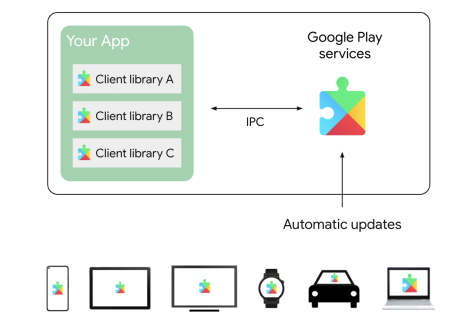 Your App
Client library A
Client library B
Client library C
IPC
Google Play
services
Automatic updates